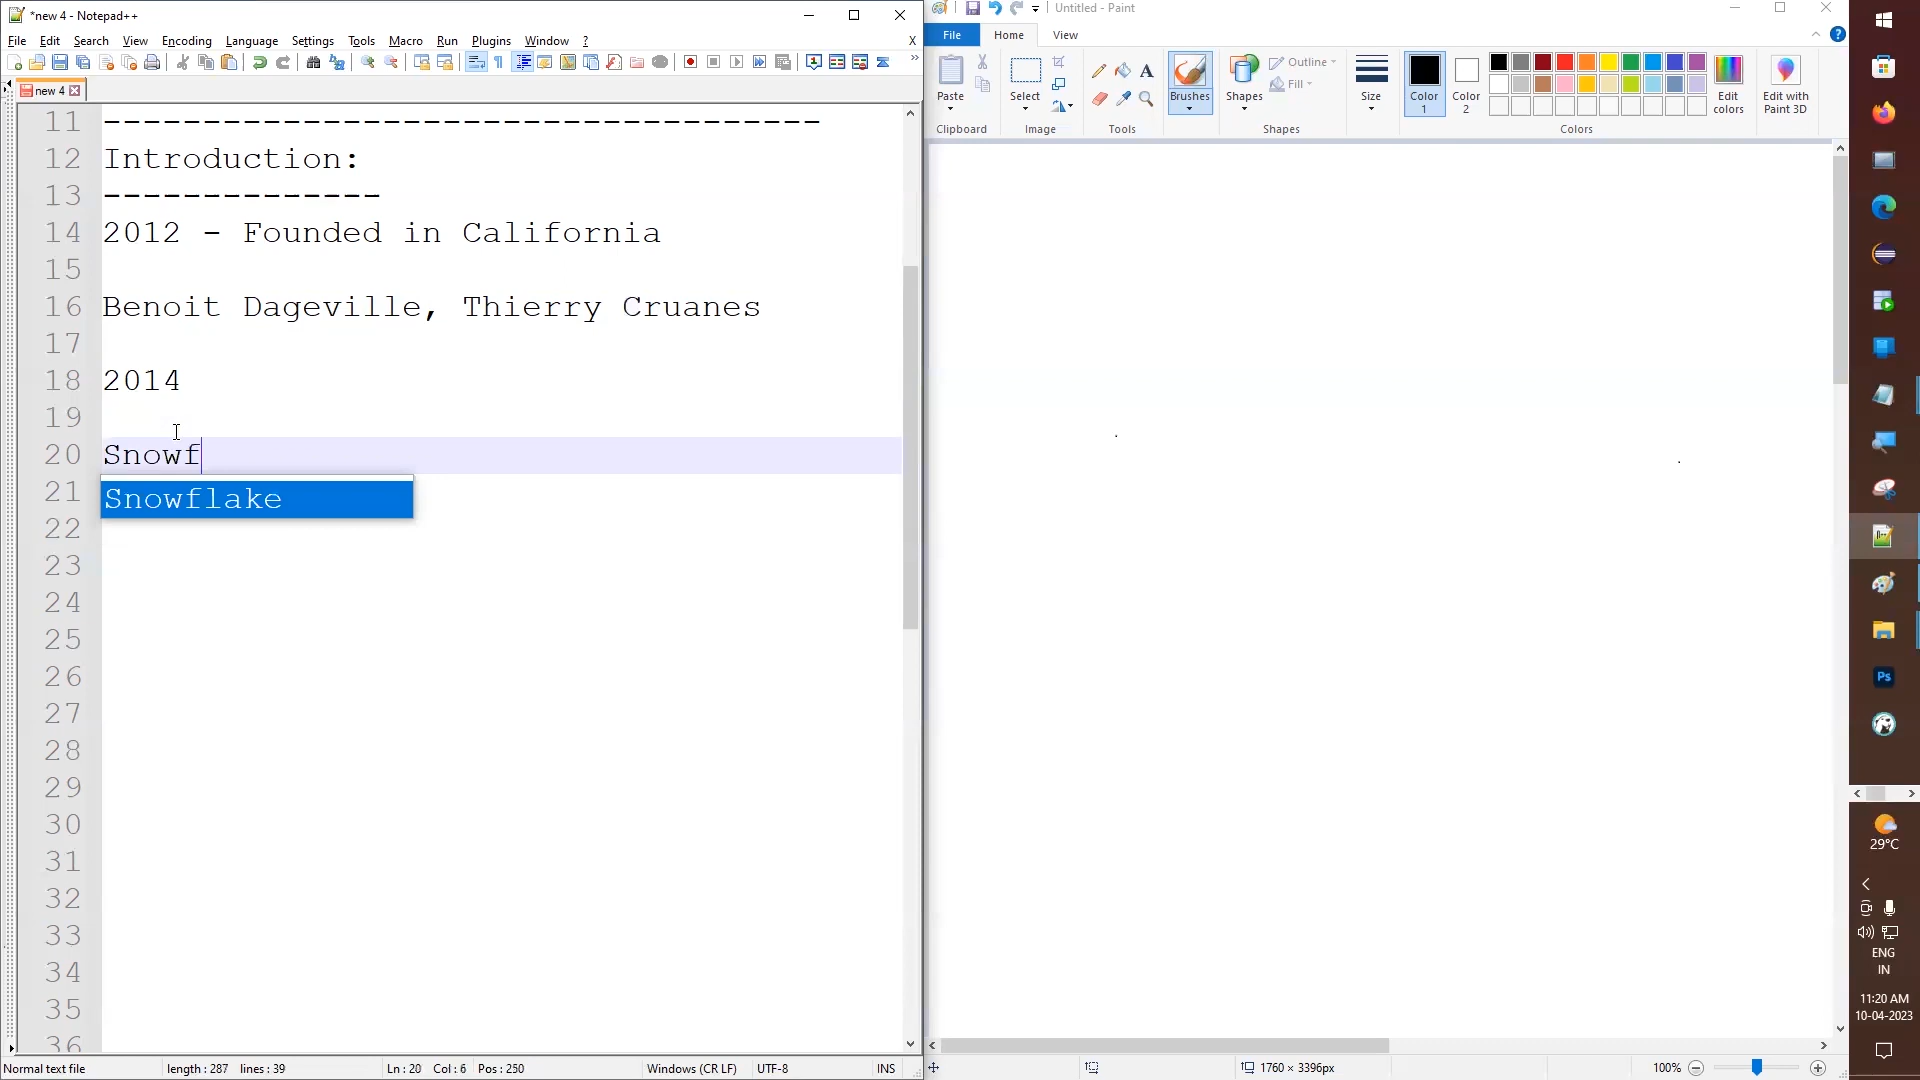 *new 4 - Notepad++
File Edit Search View Encoding Language Settings Tools Macro Run Plugins Window ? X
new 4
11 ------------------------------------
12 Introduction:
13 --------------
14 2012 - Founded in California
15
16 Benoit Dageville, Thierry Cruanes
17
18 2014
19
20 Snowf
21 Snowflake
22
23
24
25
26
27
28
29
30
31
32
33
34
35
36
Normal text file length : 287 lines : 39 Ln : 20 Col : 6 Pos : 250 Windows (CR LF) UTF-8 INS
Untitled - Paint
File Home View
Paste Select Brushes Shapes Outline Fill Size Color 1 Color 2 Edit colors Edit with Paint 3D
Clipboard Image Tools Shapes Colors
1760 × 3396px 100%
Ps
29°C
ENG
IN
11:20 AM
10-04-2023